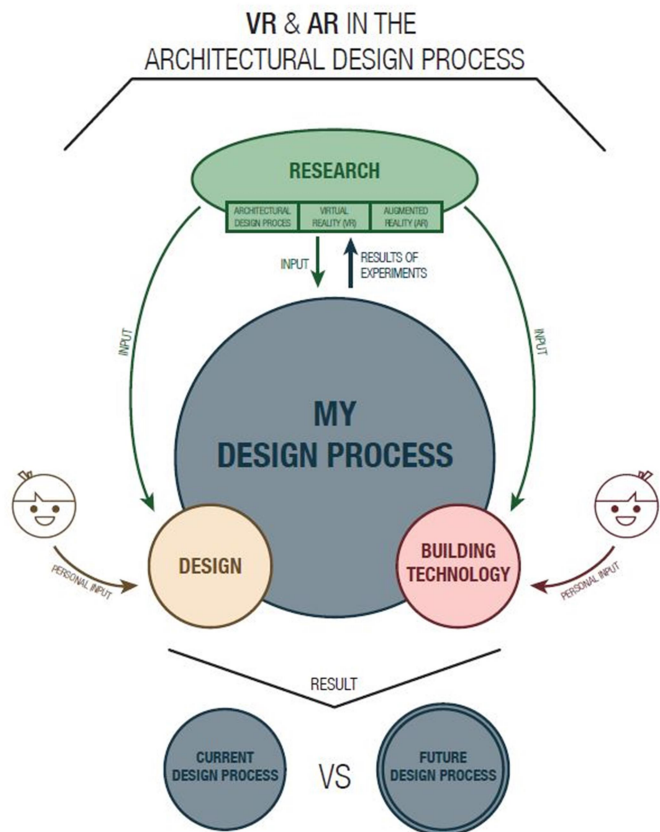 VR & AR IN THE
ARCHITECTURAL DESIGN PROCESS
RESEARCH
ARCHITECTURAL
DESIGN PROCES
VIRTUAL
REALITY (VR)
AUGMENTED
REALITY (AR)
INPUT
RESULTS OF
EXPERIMENTS
INPUT
INPUT
MY
DESIGN PROCESS
DESIGN
BUILDING
TECHNOLOGY
PERSONAL INPUT
PERSONAL INPUT
RESULT
CURRENT
DESIGN PROCESS
VS
FUTURE
DESIGN PROCESS